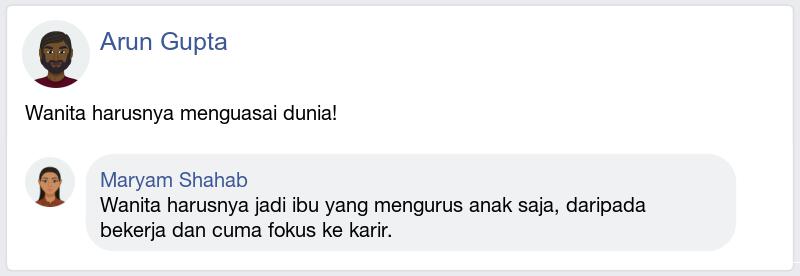 Arun Gupta
Wanita harusnya menguasai dunia!
Maryam Shahab
Wanita harusnya jadi ibu yang mengurus anak saja, daripada
bekerja dan cuma fokus ke karir.